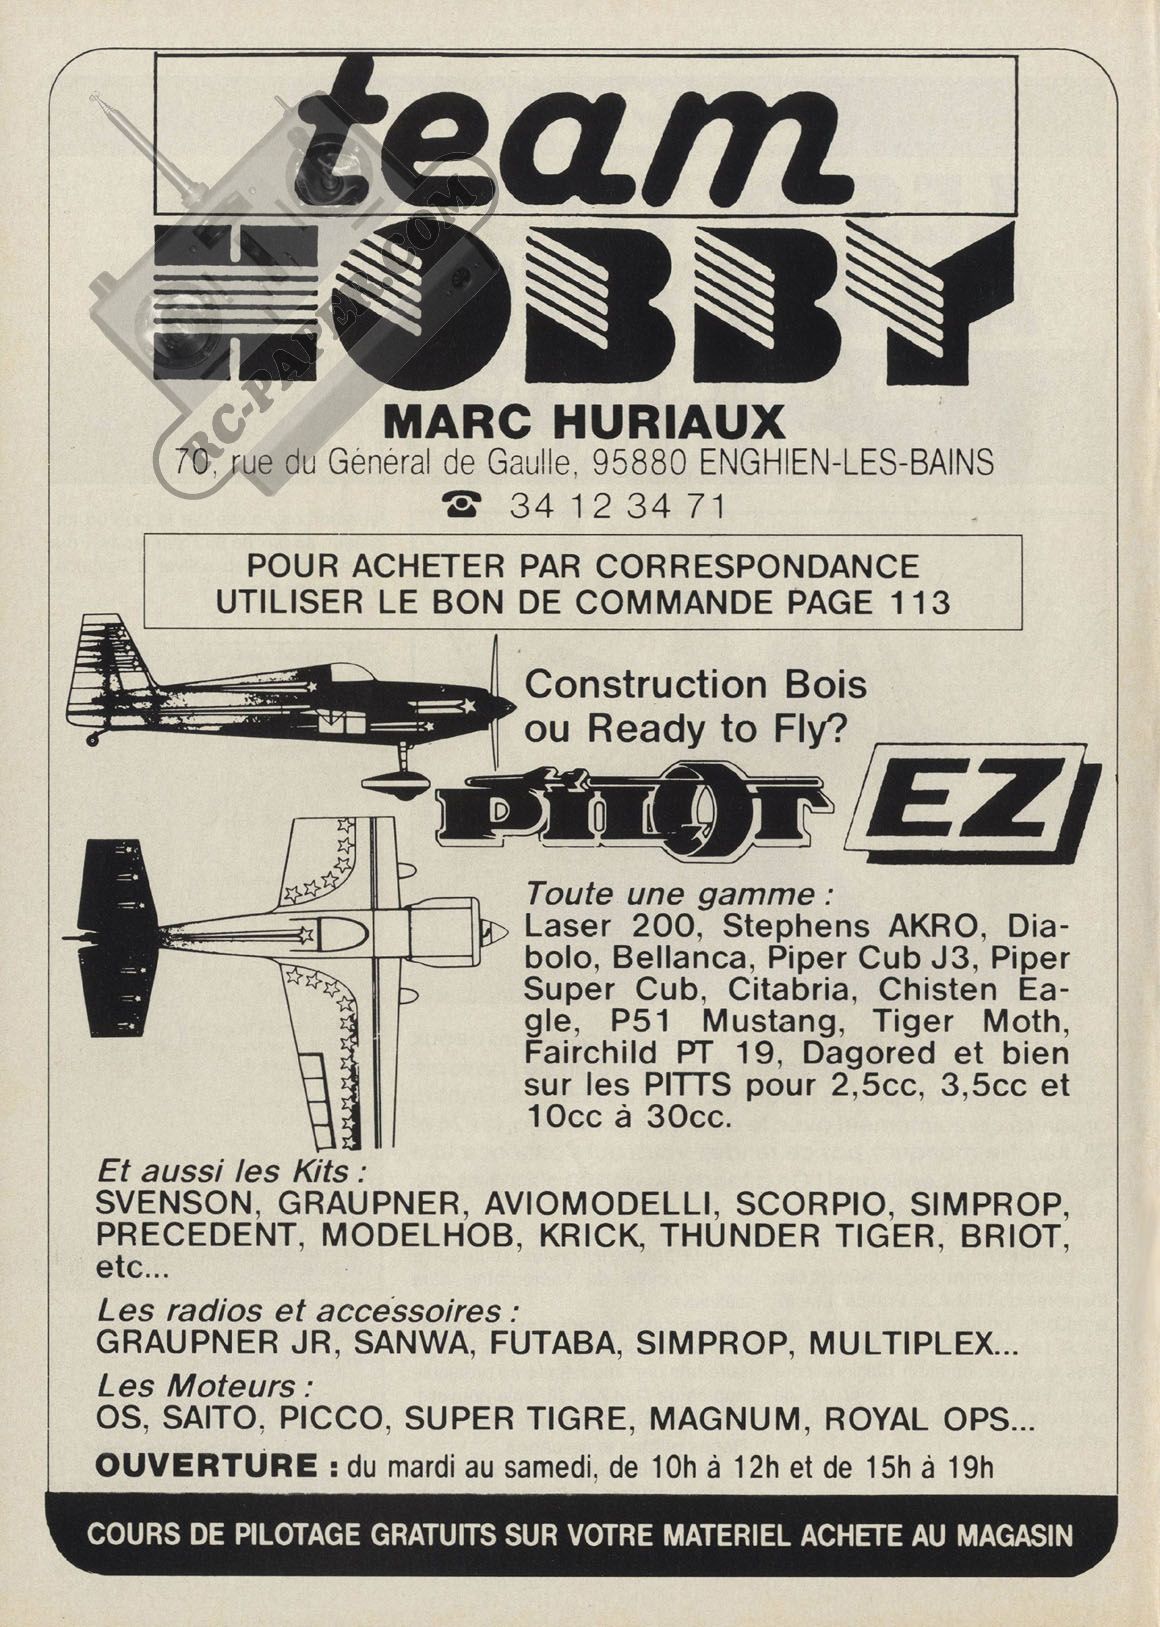 team
HOBBY
RC-PAPER.COM
MARC HURIAUX
70, rue du Général de Gaulle, 95880 ENGHIEN-LES-BAINS
☎ 34 12 34 71
POUR ACHETER PAR CORRESPONDANCE
UTILISER LE BON DE COMMANDE PAGE 113
Construction Bois
ou Ready to Fly?
PiLOT
EZ
Toute une gamme :
Laser 200, Stephens AKRO, Dia-
bolo, Bellanca, Piper Cub J3, Piper
Super Cub, Citabria, Chisten Ea-
gle, P51 Mustang, Tiger Moth,
Fairchild PT 19, Dagored et bien
sur les PITTS pour 2,5cc, 3,5cc et
10cc à 30cc.
Et aussi les Kits :
SVENSON, GRAUPNER, AVIOMODELLI, SCORPIO, SIMPROP,
PRECEDENT, MODELHOB, KRICK, THUNDER TIGER, BRIOT,
etc...
Les radios et accéssoires :
GRAUPNER JR, SANWA, FUTABA, SIMPROP, MULTIPLEX...
Les Moteurs :
OS, SAITO, PICCO, SUPER TIGRE, MAGNUM, ROYAL OPS...
OUVERTURE : du mardi au samedi, de 10h à 12h et de 15h à 19h
COURS DE PILOTAGE GRATUITS SUR VOTRE MATERIEL ACHETE AU MAGASIN